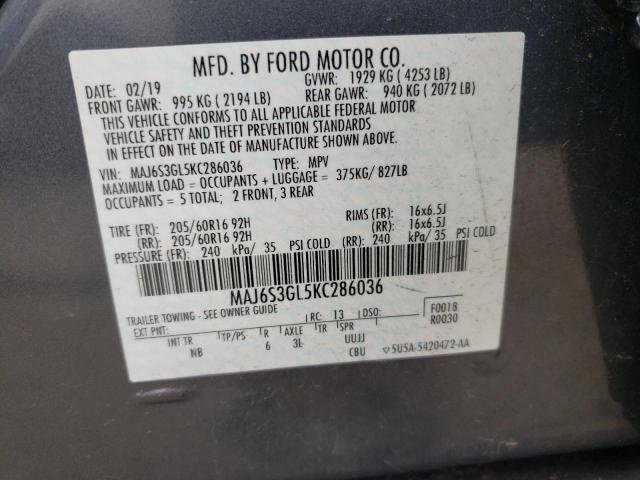 MFD. BY FORD MOTOR CO.
DATE: 02/19 GVWR: 1929 KG ( 4253 LB)
FRONT GAWR: 995 KG ( 2194 LB) REAR GAWR: 940 KG ( 2072 LB)
THIS VEHICLE CONFORMS TO ALL APPLICABLE FEDERAL MOTOR
VEHICLE SAFETY AND THEFT PREVENTION STANDARDS
IN EFFECT ON THE DATE OF MANUFACTURE SHOWN ABOVE.
VIN: MAJ6S3GL5KC286036 TYPE: MPV
MAXIMUM LOAD = OCCUPANTS + LUGGAGE = 375KG/ 827LB
OCCUPANTS = 5 TOTAL; 2 FRONT, 3 REAR
TIRE (FR): 205/60R16 92H RIMS (FR): 16x6.5J
(RR): 205/60R16 92H (RR): 16x6.5J
PRESSURE (FR): 240 kPa/ 35 PSI COLD (RR): 240 kPa/ 35 PSI COLD
MAJ6S3GL5KC286036
TRAILER TOWING - SEE OWNER GUIDE
EXT PNT: RC: 13 DSO: F0018
R0030
INT TR TP/PS R AXLE TR SPR
NB 6 3L UUJJ
CBU ▽5U5A-5420472-AA